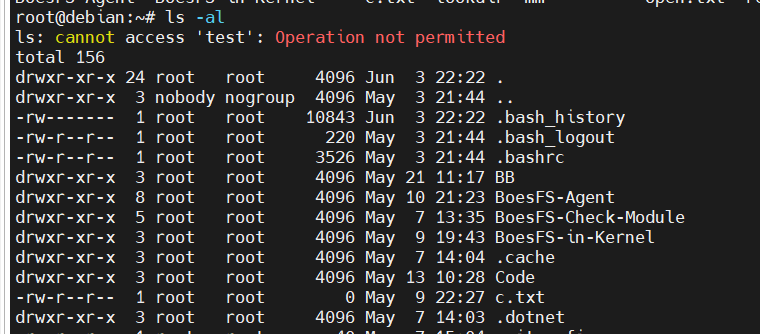 root@debian:~# ls -al
ls: cannot access 'test': Operation not permitted
total 156
drwxr-xr-x 24 root   root     4096 Jun  3 22:22 .
drwxr-xr-x  3 nobody nogroup  4096 May  3 21:44 ..
-rw-------  1 root   root    10843 Jun  3 22:22 .bash_history
-rw-r--r--  1 root   root      220 May  3 21:44 .bash_logout
-rw-r--r--  1 root   root     3526 May  3 21:44 .bashrc
drwxr-xr-x  3 root   root     4096 May 21 11:17 BB
drwxr-xr-x  8 root   root     4096 May 10 21:23 BoesFS-Agent
drwxr-xr-x  5 root   root     4096 May  7 13:35 BoesFS-Check-Module
drwxr-xr-x  3 root   root     4096 May  9 19:43 BoesFS-in-Kernel
drwxr-xr-x  3 root   root     4096 May  7 14:04 .cache
drwxr-xr-x  3 root   root     4096 May 13 10:28 Code
-rw-r--r--  1 root   root        0 May  9 22:27 c.txt
drwxr-xr-x  3 root   root     4096 May  7 14:03 .dotnet